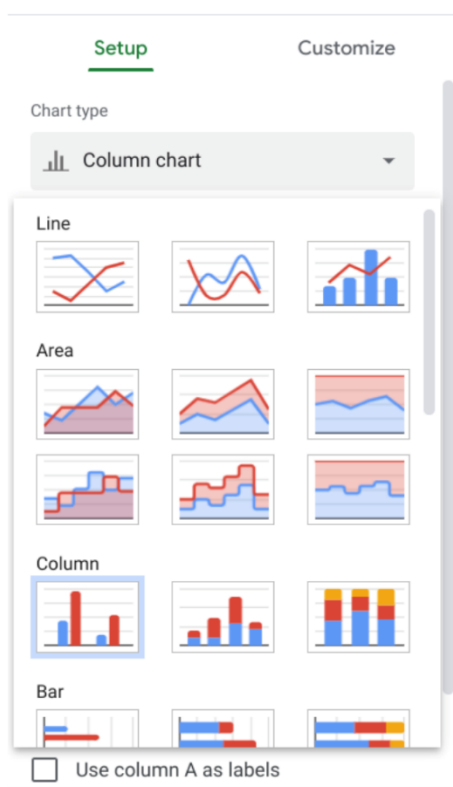 Setup Customize
Chart type
Column chart
Line
Area
Column
Bar
Use column A as labels